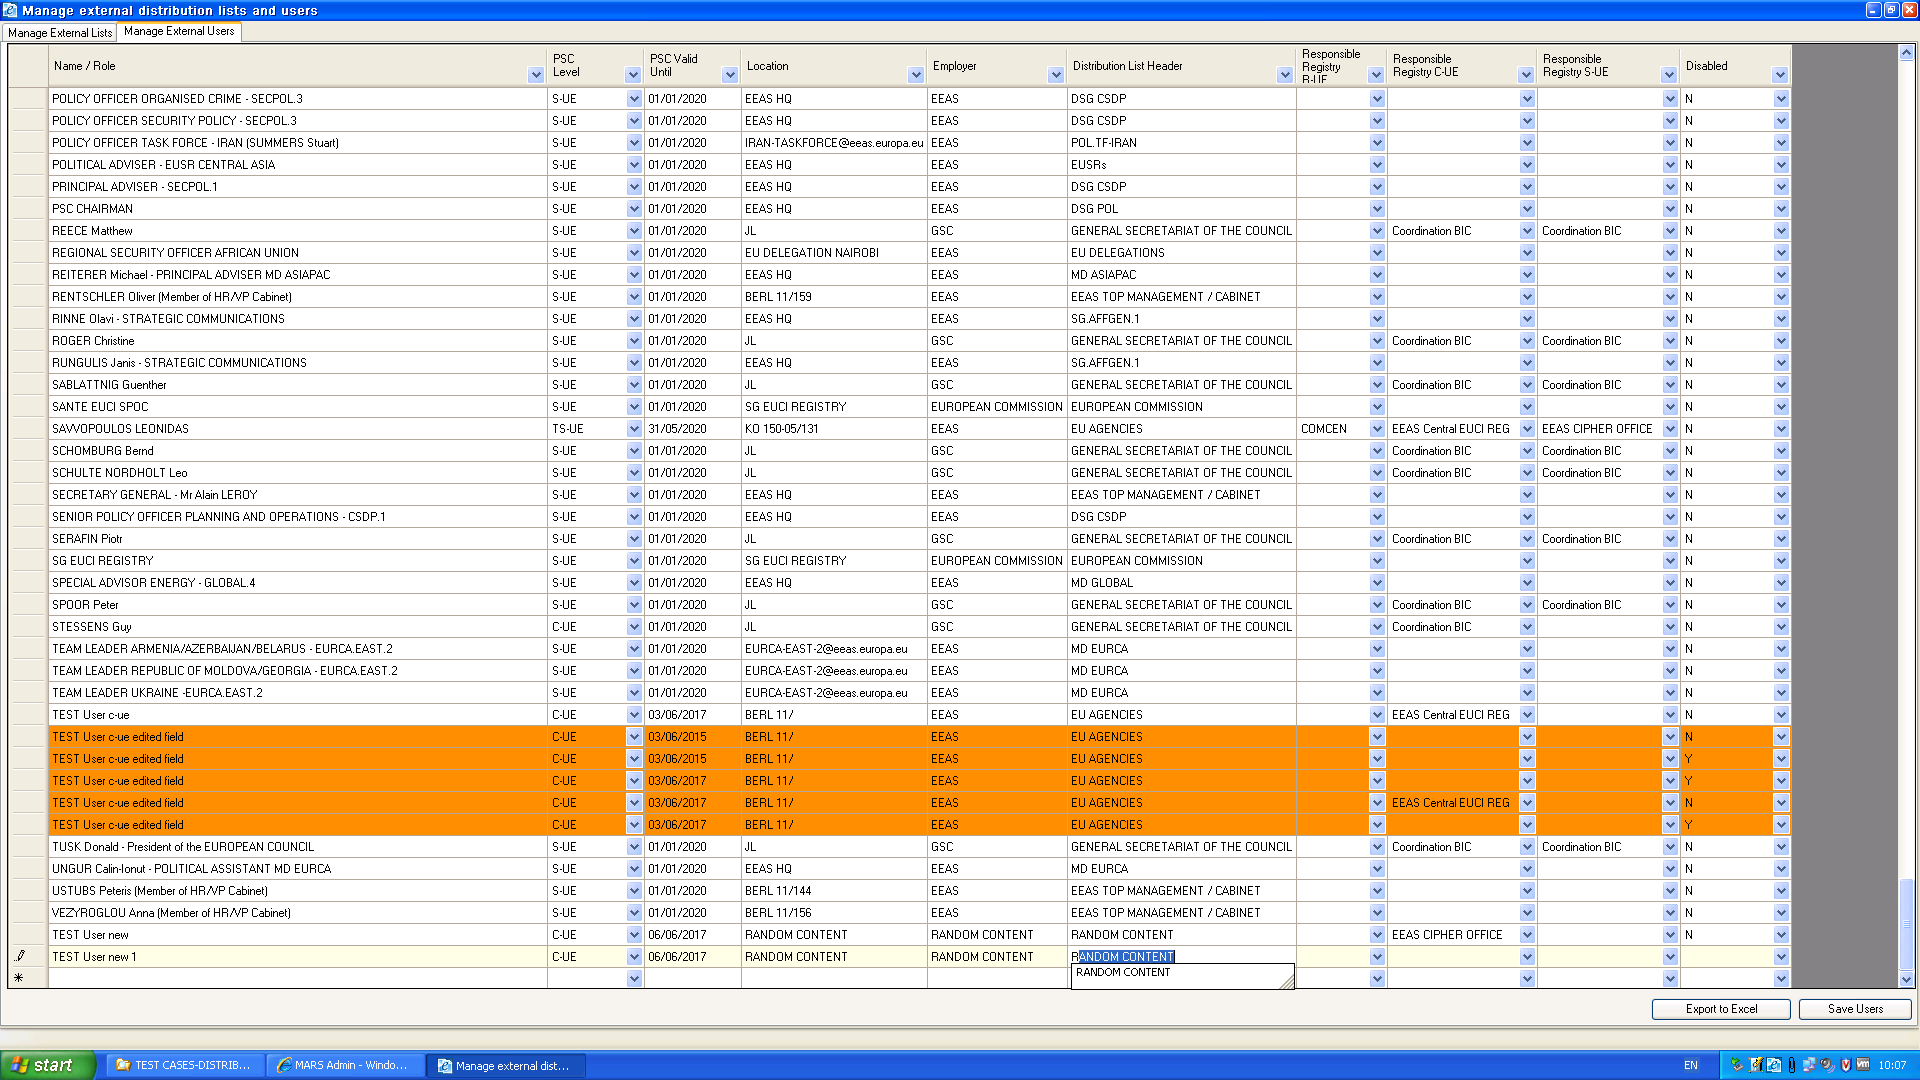 Manage external distribution lists and users
Manage External Lists Manage External Users
Name / Role PSC Level PSC Valid Until Location Employer Distribution List Header Responsible Registry R-UE Responsible Registry C-UE Responsible Registry S-UE Disabled
POLICY OFFICER ORGANISED CRIME - SECPOL.3 S-UE 01/01/2020 EEAS HQ EEAS DSG CSDP N
POLICY OFFICER SECURITY POLICY - SECPOL.3 S-UE 01/01/2020 EEAS HQ EEAS DSG CSDP N
POLICY OFFICER TASK FORCE - IRAN (SUMMERS Stuart) S-UE 01/01/2020 IRAN-TASKFORCE@eeas.europa.eu EEAS POL.TF-IRAN N
POLITICAL ADVISER - EUSR CENTRAL ASIA S-UE 01/01/2020 EEAS HQ EEAS EUSRs N
PRINCIPAL ADVISER - SECPOL.1 S-UE 01/01/2020 EEAS HQ EEAS DSG CSDP N
PSC CHAIRMAN S-UE 01/01/2020 EEAS HQ EEAS DSG POL N
REECE Matthew S-UE 01/01/2020 JL GSC GENERAL SECRETARIAT OF THE COUNCIL Coordination BIC Coordination BIC N
REGIONAL SECURITY OFFICER AFRICAN UNION S-UE 01/01/2020 EU DELEGATION NAIROBI EEAS EU DELEGATIONS N
REITERER Michael - PRINCIPAL ADVISER MD ASIAPAC S-UE 01/01/2020 EEAS HQ EEAS MD ASIAPAC N
RENTSCHLER Oliver (Member of HR/VP Cabinet) S-UE 01/01/2020 BERL 11/159 EEAS EEAS TOP MANAGEMENT / CABINET N
RINNE Olavi - STRATEGIC COMMUNICATIONS S-UE 01/01/2020 EEAS HQ EEAS SG.AFFGEN.1 N
ROGER Christine S-UE 01/01/2020 JL GSC GENERAL SECRETARIAT OF THE COUNCIL Coordination BIC Coordination BIC N
RUNGULIS Janis - STRATEGIC COMMUNICATIONS S-UE 01/01/2020 EEAS HQ EEAS SG.AFFGEN.1 N
SABLATTNIG Guenther S-UE 01/01/2020 JL GSC GENERAL SECRETARIAT OF THE COUNCIL Coordination BIC Coordination BIC N
SANTE EUCI SPOC S-UE 01/01/2020 SG EUCI REGISTRY EUROPEAN COMMISSION EUROPEAN COMMISSION N
SAVVOPOULOS LEONIDAS TS-UE 31/05/2020 KO 150-05/131 EEAS EU AGENCIES COMCEN EEAS Central EUCI REG EEAS CIPHER OFFICE N
SCHOMBURG Bernd S-UE 01/01/2020 JL GSC GENERAL SECRETARIAT OF THE COUNCIL Coordination BIC Coordination BIC N
SCHULTE NORDHOLT Leo S-UE 01/01/2020 JL GSC GENERAL SECRETARIAT OF THE COUNCIL Coordination BIC Coordination BIC N
SECRETARY GENERAL - Mr Alain LEROY S-UE 01/01/2020 EEAS HQ EEAS EEAS TOP MANAGEMENT / CABINET N
SENIOR POLICY OFFICER PLANNING AND OPERATIONS - CSDP.1 S-UE 01/01/2020 EEAS HQ EEAS DSG CSDP N
SERAFIN Piotr S-UE 01/01/2020 JL GSC GENERAL SECRETARIAT OF THE COUNCIL Coordination BIC Coordination BIC N
SG EUCI REGISTRY S-UE 01/01/2020 SG EUCI REGISTRY EUROPEAN COMMISSION EUROPEAN COMMISSION N
SPECIAL ADVISOR ENERGY - GLOBAL.4 S-UE 01/01/2020 EEAS HQ EEAS MD GLOBAL N
SPOOR Peter S-UE 01/01/2020 JL GSC GENERAL SECRETARIAT OF THE COUNCIL Coordination BIC Coordination BIC N
STESSENS Guy C-UE 01/01/2020 JL GSC GENERAL SECRETARIAT OF THE COUNCIL Coordination BIC N
TEAM LEADER ARMENIA/AZERBAIJAN/BELARUS - EURCA.EAST.2 S-UE 01/01/2020 EURCA-EAST-2@eeas.europa.eu EEAS MD EURCA N
TEAM LEADER REPUBLIC OF MOLDOVA/GEORGIA - EURCA.EAST.2 S-UE 01/01/2020 EURCA-EAST-2@eeas.europa.eu EEAS MD EURCA N
TEAM LEADER UKRAINE -EURCA.EAST.2 S-UE 01/01/2020 EURCA-EAST-2@eeas.europa.eu EEAS MD EURCA N
TEST User c-ue C-UE 03/06/2017 BERL 11/ EEAS EU AGENCIES EEAS Central EUCI REG N
TEST User c-ue edited field C-UE 03/06/2015 BERL 11/ EEAS EU AGENCIES N
TEST User c-ue edited field C-UE 03/06/2015 BERL 11/ EEAS EU AGENCIES Y
TEST User c-ue edited field C-UE 03/06/2017 BERL 11/ EEAS EU AGENCIES Y
TEST User c-ue edited field C-UE 03/06/2017 BERL 11/ EEAS EU AGENCIES EEAS Central EUCI REG N
TEST User c-ue edited field C-UE 03/06/2017 BERL 11/ EEAS EU AGENCIES Y
TUSK Donald - President of the EUROPEAN COUNCIL S-UE 01/01/2020 JL GSC GENERAL SECRETARIAT OF THE COUNCIL Coordination BIC Coordination BIC N
UNGUR Calin-Ionut - POLITICAL ASSISTANT MD EURCA S-UE 01/01/2020 EEAS HQ EEAS MD EURCA N
USTUBS Peteris (Member of HR/VP Cabinet) S-UE 01/01/2020 BERL 11/144 EEAS EEAS TOP MANAGEMENT / CABINET N
VEZYROGLOU Anna (Member of HR/VP Cabinet) S-UE 01/01/2020 BERL 11/156 EEAS EEAS TOP MANAGEMENT / CABINET N
TEST User new C-UE 06/06/2017 RANDOM CONTENT RANDOM CONTENT RANDOM CONTENT EEAS CIPHER OFFICE N
TEST User new 1 C-UE 06/06/2017 RANDOM CONTENT RANDOM CONTENT RANDOM CONTENT
RANDOM CONTENT
Export to Excel Save Users
start TEST CASES-DISTRIB... MARS Admin - Windo... Manage external dist... EN 10:07